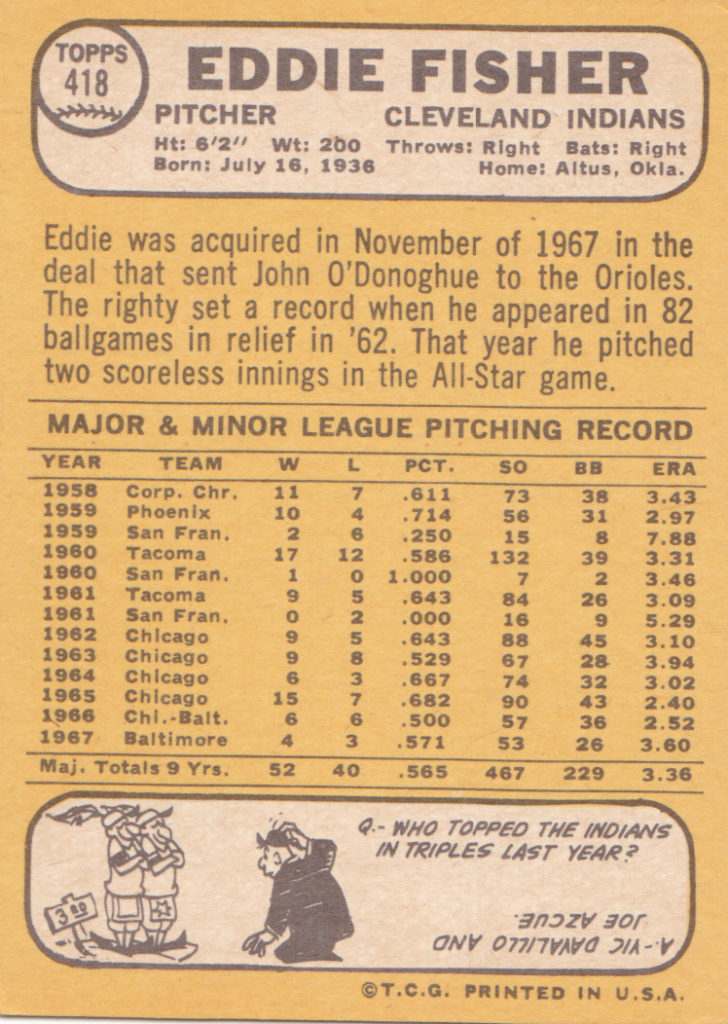 TOPPS
418
EDDIE FISHER
PITCHER CLEVELAND INDIANS
Ht: 6'2" Wt: 200 Throws: Right Bats: Right
Born: July 16, 1936 Home: Altus, Okla.
Eddie was acquired in November of 1967 in the
deal that sent John O'Donoghue to the Orioles.
The righty set a record when he appeared in 82
ballgames in relief in '62. That year he pitched
two scoreless innings in the All-Star game.
MAJOR & MINOR LEAGUE PITCHING RECORD
YEAR TEAM W L PCT. SO BB ERA
1958 Corp. Chr. 11 7 .611 73 38 3.43
1959 Phoenix 10 4 .714 56 31 2.97
1959 San Fran. 2 6 .250 15 8 7.88
1960 Tacoma 17 12 .586 132 39 3.31
1960 San Fran. 1 0 1.000 7 2 3.46
1961 Tacoma 9 5 .643 84 26 3.09
1961 San Fran. 0 2 .000 16 9 5.29
1962 Chicago 9 5 .643 88 45 3.10
1963 Chicago 9 8 .529 67 28 3.94
1964 Chicago 6 3 .667 74 32 3.02
1965 Chicago 15 7 .682 90 43 2.40
1966 Chi.-Balt. 6 6 .500 57 36 2.52
1967 Baltimore 4 3 .571 53 26 3.60
Maj. Totals 9 Yrs. 52 40 .565 467 229 3.36
Q.- WHO TOPPED THE INDIANS
IN TRIPLES LAST YEAR?
A.- VIC DAVALILLO AND
JOE AZCUE.
3 BB
©T.C.G. PRINTED IN U.S.A.